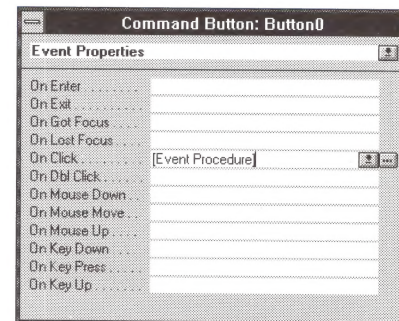 Command Button: Button0
Event Properties
On Enter . . . . . . . .
On Exit . . . . . . . . . .
On Got Focus . . . .
On Lost Focus . . . .
On Click . . . . . . . . . [Event Procedure] ...
On Dbl Click . . . . . .
On Mouse Down . .
On Mouse Move . .
On Mouse Up . . . .
On Key Down . . . .
On Key Press . . . . .
On Key Up . . . . . . .